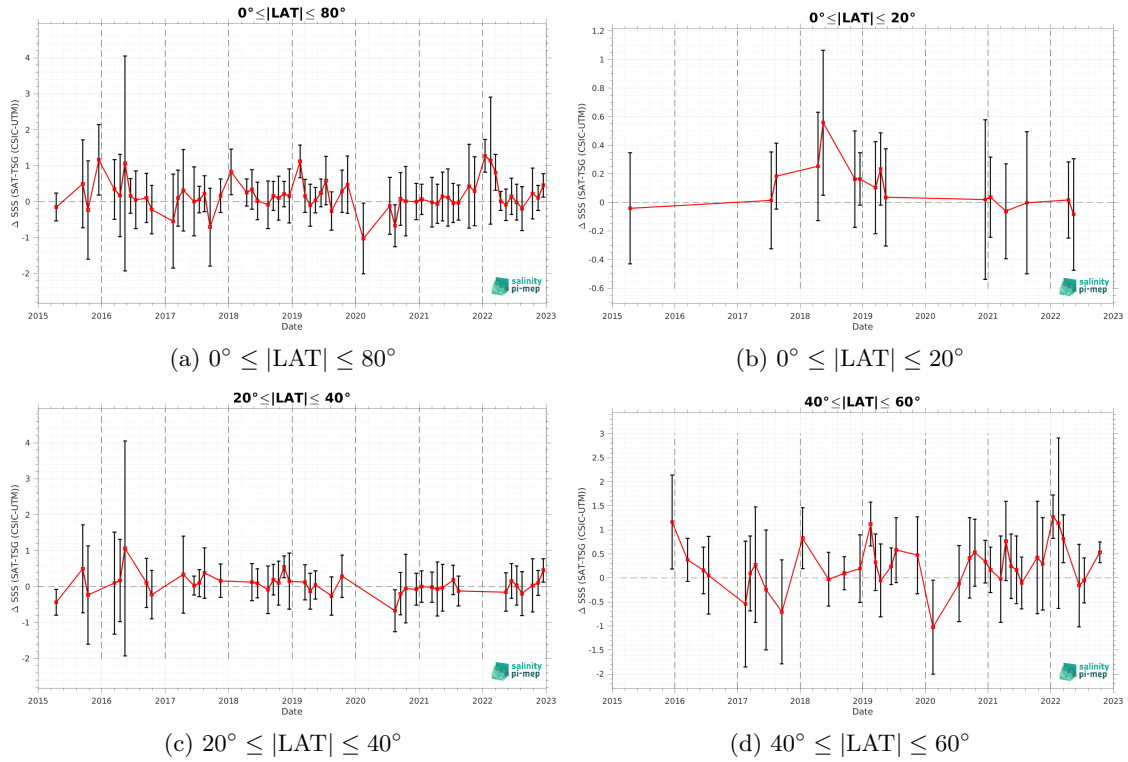 0°≤|LAT|≤ 80°
Δ SSS (SAT-TSG (CSIC-UTM))
4
3
2
1
0
-1
-2
2015 2016 2017 2018 2019 2020 2021 2022 2023
Date
salinity
pi-mep
(a) 0° ≤ |LAT| ≤ 80°
0°≤|LAT|≤ 20°
Δ SSS (SAT-TSG (CSIC-UTM))
1.2
1
0.8
0.6
0.4
0.2
0
-0.2
-0.4
-0.6
2015 2016 2017 2018 2019 2020 2021 2022 2023
Date
salinity
pi-mep
(b) 0° ≤ |LAT| ≤ 20°
20°≤|LAT|≤ 40°
Δ SSS (SAT-TSG (CSIC-UTM))
4
3
2
1
0
-1
-2
2015 2016 2017 2018 2019 2020 2021 2022 2023
Date
salinity
pi-mep
(c) 20° ≤ |LAT| ≤ 40°
40°≤|LAT|≤ 60°
Δ SSS (SAT-TSG (CSIC-UTM))
3
2.5
2
1.5
1
0.5
0
-0.5
-1
-1.5
-2
2015 2016 2017 2018 2019 2020 2021 2022 2023
Date
salinity
pi-mep
(d) 40° ≤ |LAT| ≤ 60°